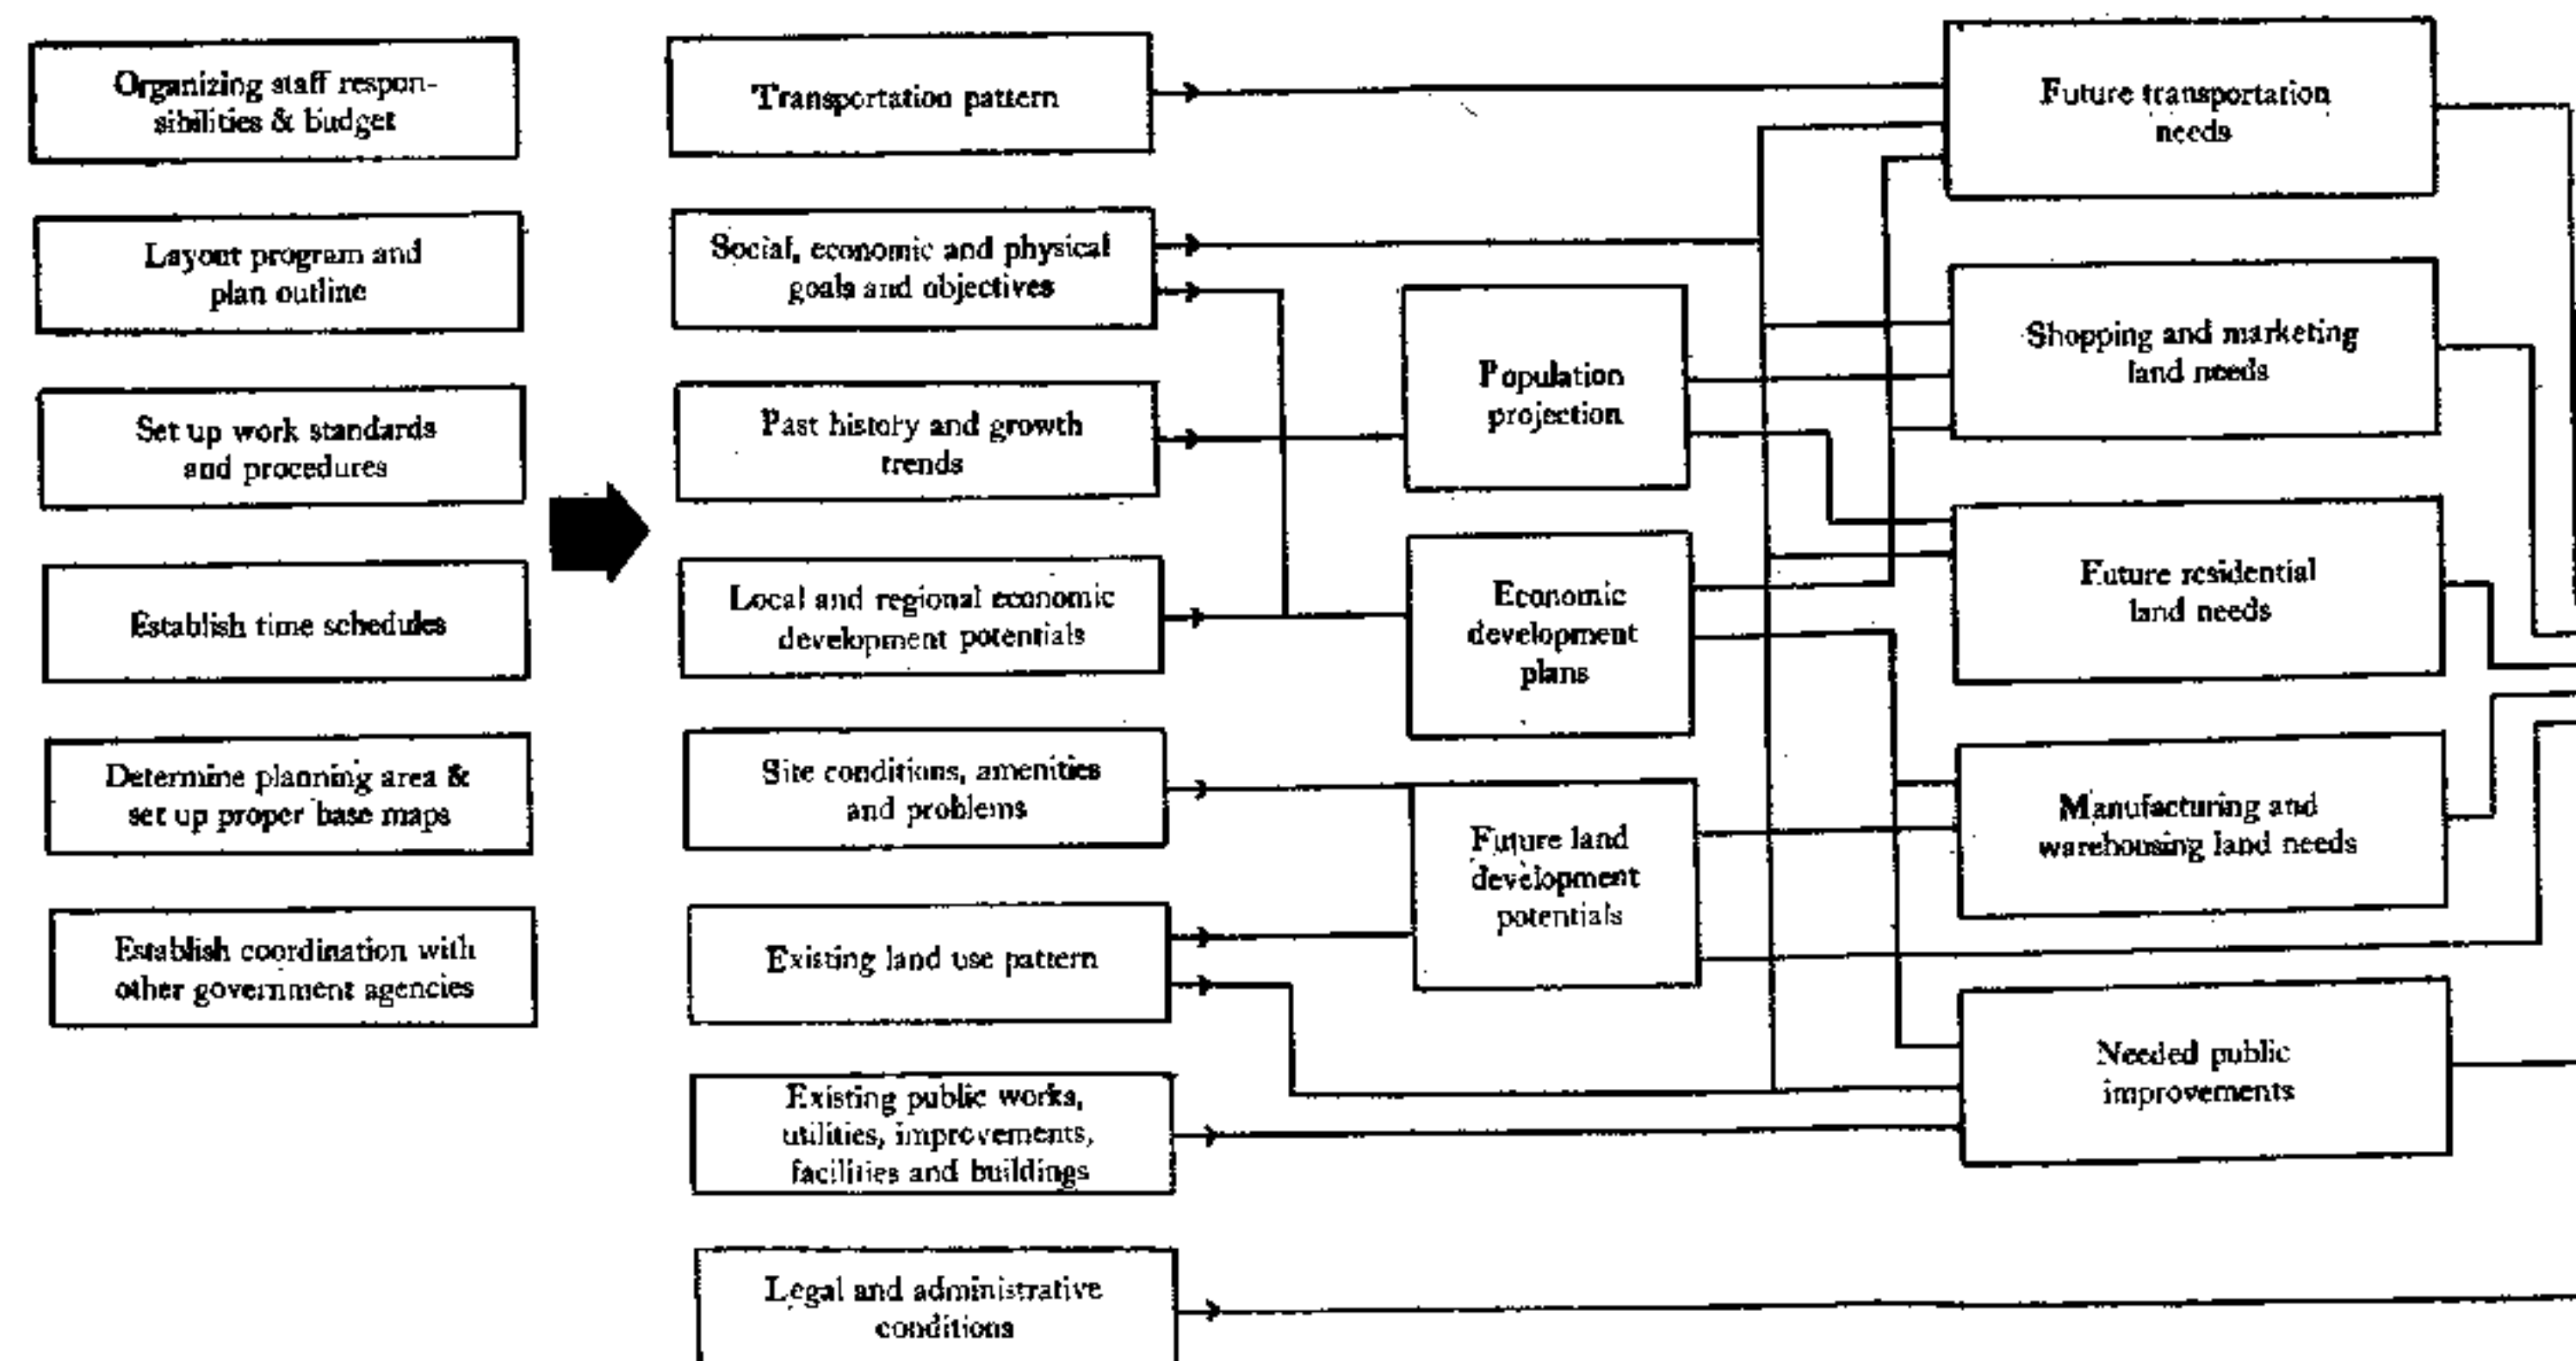 Organizing staff respon-
sibilities & budget
Layout program and
plan outline
Set up work standards
and procedures
Establish time schedules
Determine planning area &
set up proper base maps
Establish coordination with
other government agencies
Transportation pattern
Social, economic and physical
goals and objectives
Past history and growth
trends
Local and regional economic
development potentials
Site conditions, amenities
and problems
Existing land use pattern
Existing public works,
utilities, improvements,
facilities and buildings
Legal and administrative
conditions
Population
projection
Economic
development
plans
Future land
development
potentials
Future transportation
needs
Shopping and marketing
land needs
Future residential
land needs
Manufacturing and
warehousing land needs
Needed public
improvements